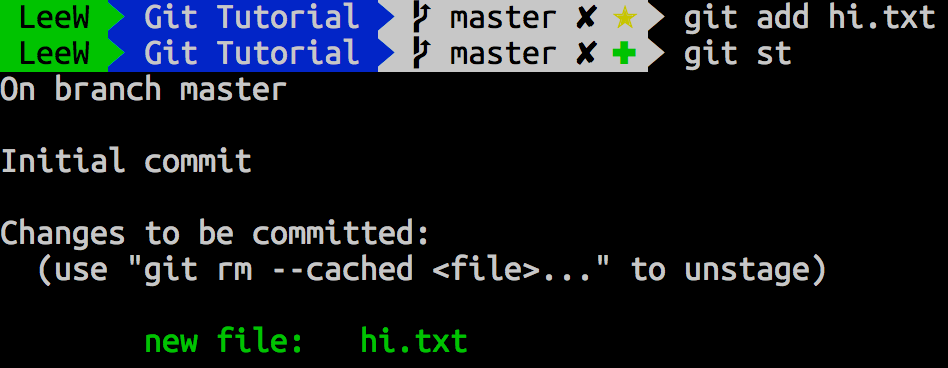 LeeW Git Tutorial master ✘ ★ git add hi.txt
LeeW Git Tutorial master ✘ ✚ git st
On branch master
Initial commit
Changes to be committed:
(use "git rm --cached <file>..." to unstage)
new file: hi.txt